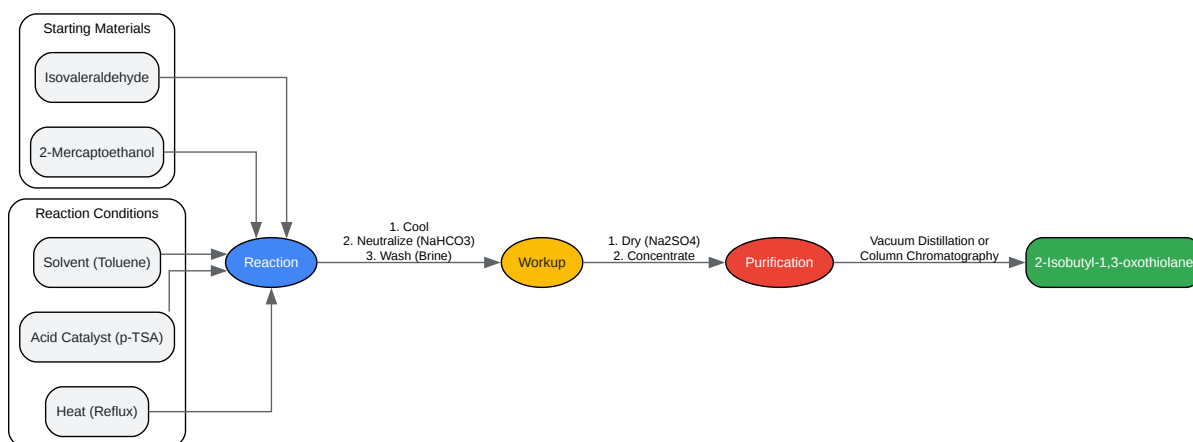 Starting Materials
Isovaleraldehyde
2-Mercaptoethanol
Reaction Conditions
Solvent (Toluene)
Acid Catalyst (p-TSA)
Heat (Reflux)
Reaction
1. Cool
2. Neutralize (NaHCO3)
3. Wash (Brine)
Workup
1. Dry (Na2SO4)
2. Concentrate
Purification
Vacuum Distillation or
Column Chromatography
2-Isobutyl-1,3-oxothiolane